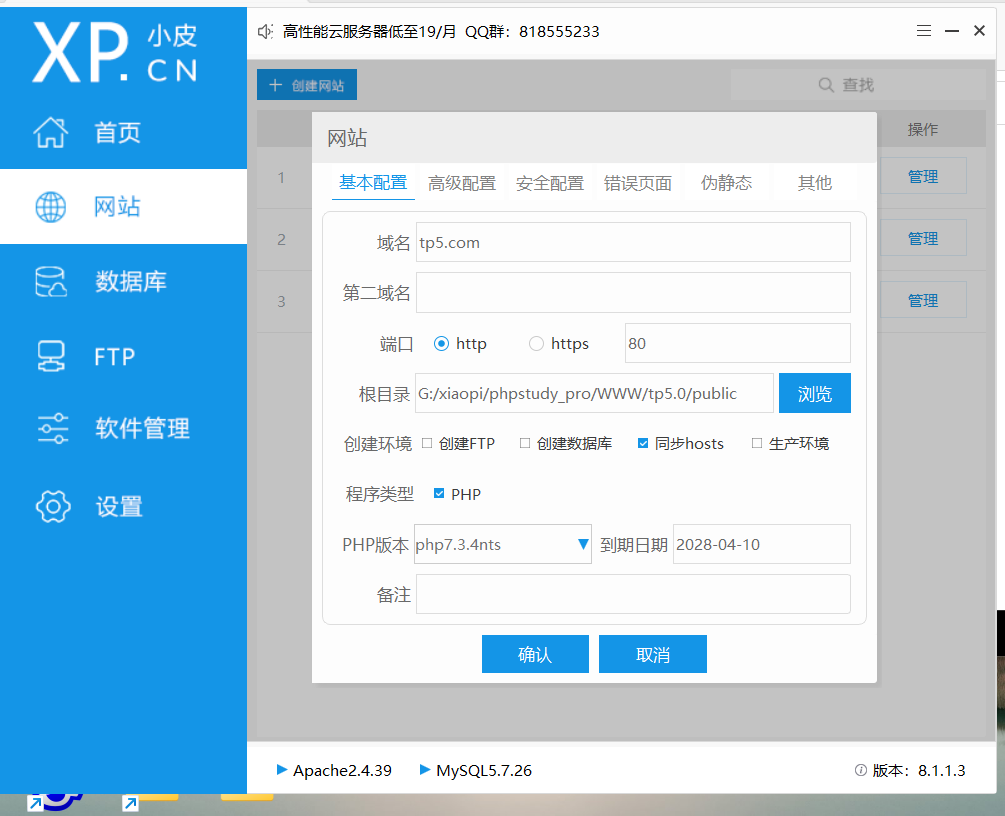 XP.小皮CN
高性能云服务器低至19/月 QQ群：818555233
首页
网站
数据库
FTP
软件管理
设置
创建网站
查找
操作
1
管理
2
管理
3
管理
网站
基本配置 高级配置 安全配置 错误页面 伪静态 其他
域名 tp5.com
第二域名
端口 http https 80
根目录 G:/xiaopi/phpstudy_pro/WWW/tp5.0/public 浏览
创建环境 创建FTP 创建数据库 同步hosts 生产环境
程序类型 PHP
PHP版本 php7.3.4nts 到期日期 2028-04-10
备注
确认 取消
Apache2.4.39 MySQL5.7.26 版本：8.1.1.3